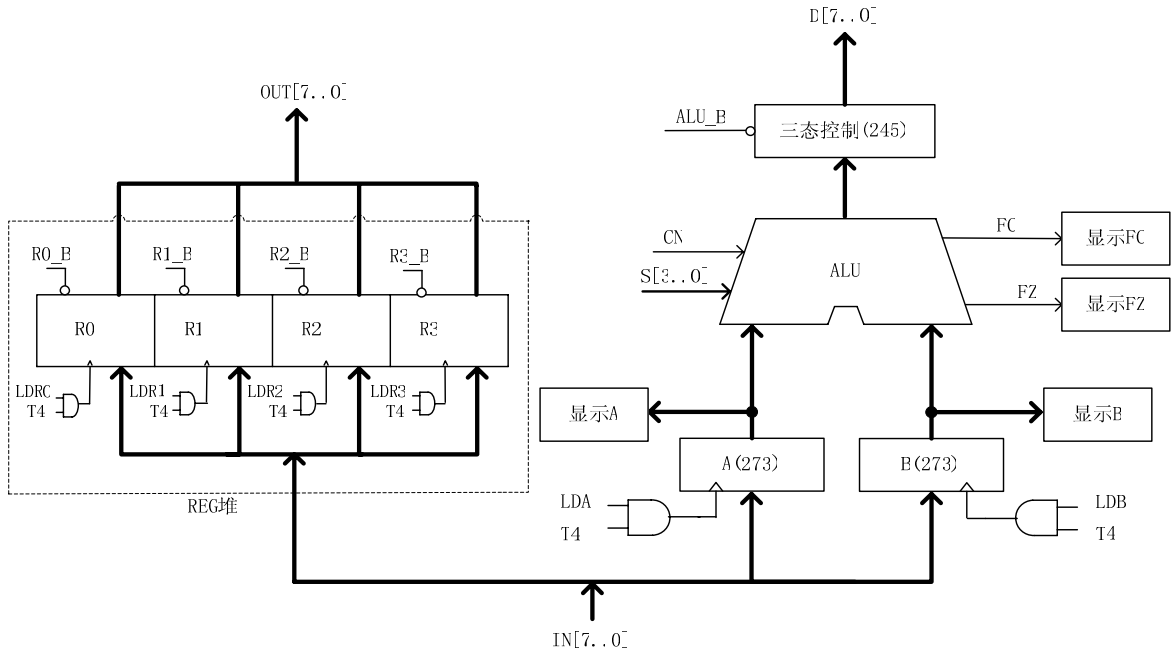 D[7..0]
OUT[7..0]
ALU_B
三态控制(245)
R0_B
R1_B
R2_B
R3_B
CN
S[3..0]
ALU
FC
显示FC
FZ
显示FZ
R0
R1
R2
R3
LDR0
T4
LDR1
T4
LDR2
T4
LDR3
T4
显示A
显示B
A(273)
B(273)
REG堆
LDA
T4
LDB
T4
IN[7..0]